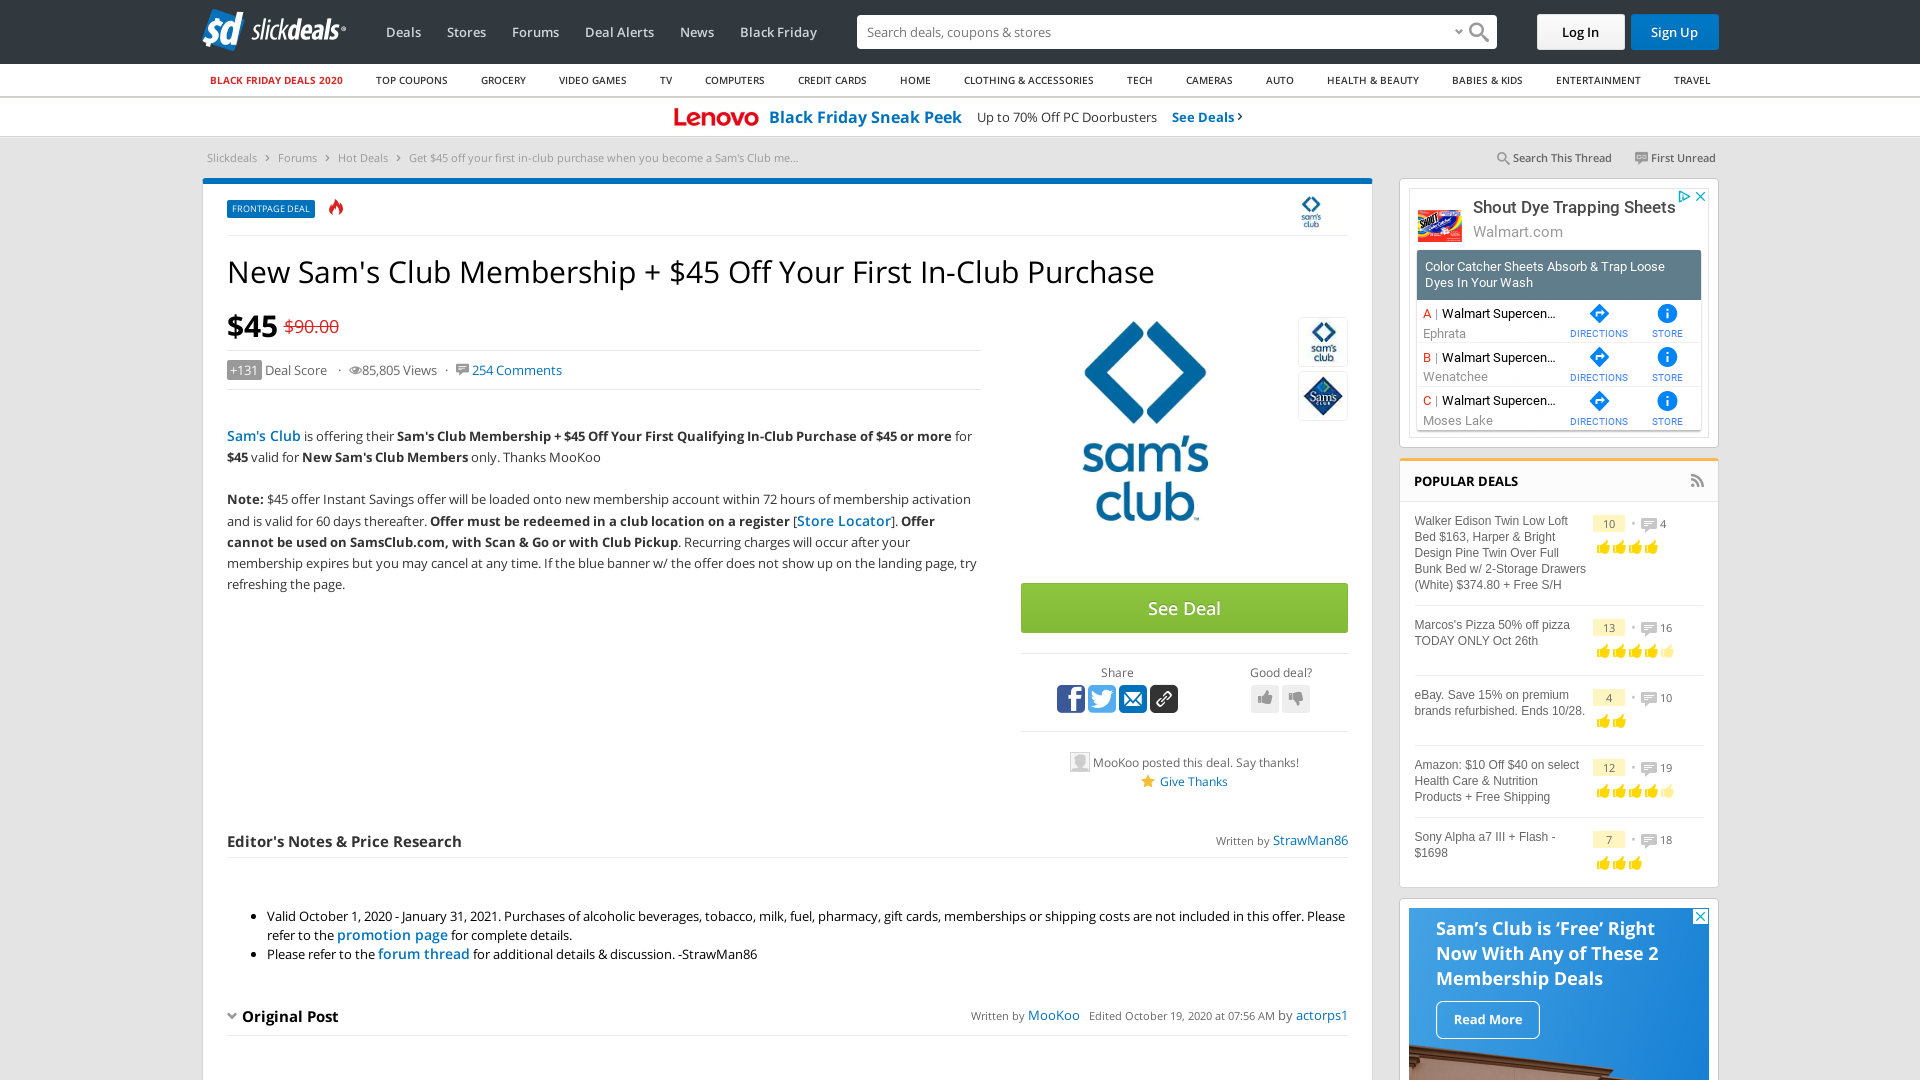 sd slickdeals
Deals Stores Forums Deal Alerts News Black Friday
Search deals, coupons & stores
Log In Sign Up
BLACK FRIDAY DEALS 2020 TOP COUPONS GROCERY VIDEO GAMES TV COMPUTERS CREDIT CARDS HOME CLOTHING & ACCESSORIES TECH CAMERAS AUTO HEALTH & BEAUTY BABIES & KIDS ENTERTAINMENT TRAVEL
Lenovo Black Friday Sneak Peek Up to 70% Off PC Doorbusters See Deals ›
Slickdeals › Forums › Hot Deals › Get $45 off your first in-club purchase when you become a Sam's Club me...
Search This Thread First Unread
FRONTPAGE DEAL
sam's
club
New Sam's Club Membership + $45 Off Your First In-Club Purchase
$45 $90.00
+131 Deal Score · 85,805 Views · 254 Comments
Sam's Club is offering their Sam's Club Membership + $45 Off Your First Qualifying In-Club Purchase of $45 or more for
$45 valid for New Sam's Club Members only. Thanks MooKoo
Note: $45 offer Instant Savings offer will be loaded onto new membership account within 72 hours of membership activation
and is valid for 60 days thereafter. Offer must be redeemed in a club location on a register [Store Locator]. Offer
cannot be used on SamsClub.com, with Scan & Go or with Club Pickup. Recurring charges will occur after your
membership expires but you may cancel at any time. If the blue banner w/ the offer does not show up on the landing page, try
refreshing the page.
sam's
club™
sam's
club
Sam's
CLUB
See Deal
Share
Good deal?
MooKoo posted this deal. Say thanks!
Give Thanks
Editor's Notes & Price Research
Written by StrawMan86
• Valid October 1, 2020 - January 31, 2021. Purchases of alcoholic beverages, tobacco, milk, fuel, pharmacy, gift cards, memberships or shipping costs are not included in this offer. Please
refer to the promotion page for complete details.
• Please refer to the forum thread for additional details & discussion. -StrawMan86
Original Post
Written by MooKoo Edited October 19, 2020 at 07:56 AM by actorps1
Shout Dye Trapping Sheets
Walmart.com
Color Catcher Sheets Absorb & Trap Loose
Dyes In Your Wash
A | Walmart Supercen...
Ephrata
DIRECTIONS STORE
B | Walmart Supercen...
Wenatchee
DIRECTIONS STORE
C | Walmart Supercen...
Moses Lake
DIRECTIONS STORE
POPULAR DEALS
Walker Edison Twin Low Loft
Bed $163, Harper & Bright
Design Pine Twin Over Full
Bunk Bed w/ 2-Storage Drawers
(White) $374.80 + Free S/H
10 • 4
Marcos's Pizza 50% off pizza
TODAY ONLY Oct 26th
13 • 16
eBay. Save 15% on premium
brands refurbished. Ends 10/28.
4 • 10
Amazon: $10 Off $40 on select
Health Care & Nutrition
Products + Free Shipping
12 • 19
Sony Alpha a7 III + Flash -
$1698
7 • 18
Sam's Club is 'Free' Right
Now With Any of These 2
Membership Deals
Read More